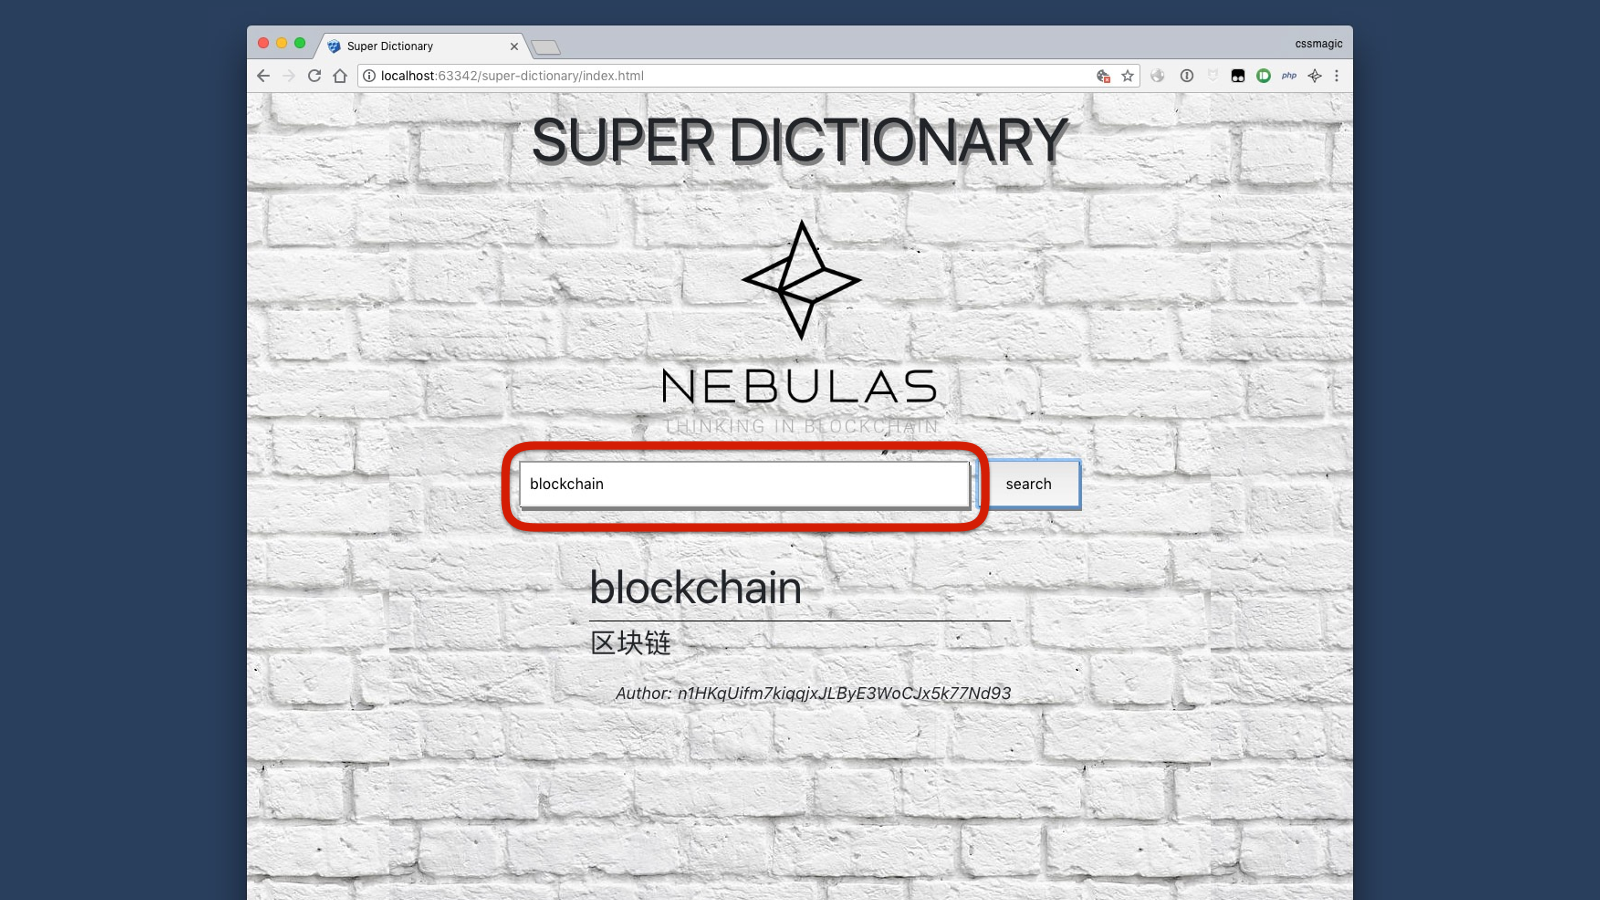 Super Dictionary
cssmagic
localhost:63342/super-dictionary/index.html
php
SUPER DICTIONARY
NEBULAS
THINKING IN BLOCKCHAIN
blockchain
search
blockchain
区块链
Author: n1HKqUifm7kiqqjxJLByE3WoCJx5k77Nd93